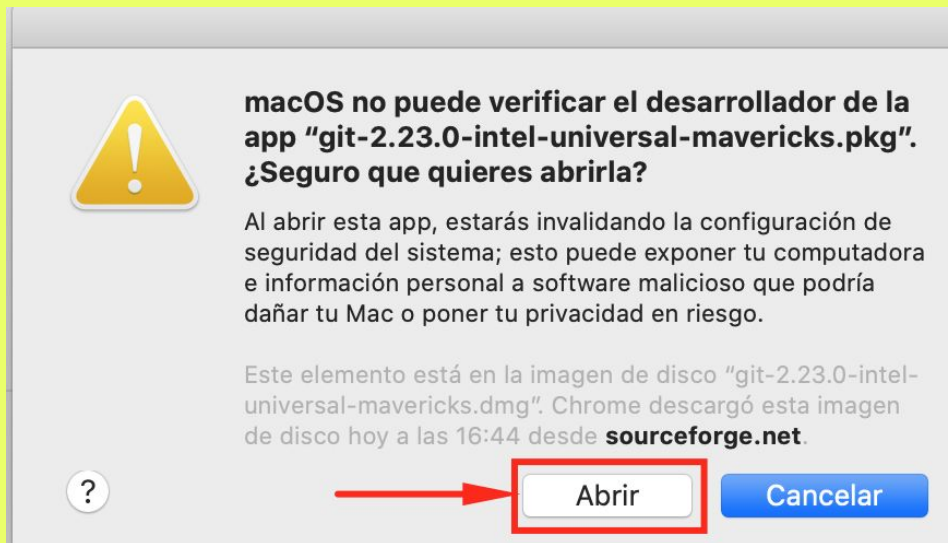 macOS no puede verificar el desarrollador de la
app “git-2.23.0-intel-universal-mavericks.pkg”.
¿Seguro que quieres abrirla?
Al abrir esta app, estarás invalidando la configuración de
seguridad del sistema; esto puede exponer tu computadora
e información personal a software malicioso que podría
dañar tu Mac o poner tu privacidad en riesgo.
Este elemento está en la imagen de disco “git-2.23.0-intel-
universal-mavericks.dmg”. Chrome descargó esta imagen
de disco hoy a las 16:44 desde sourceforge.net.
? Abrir Cancelar